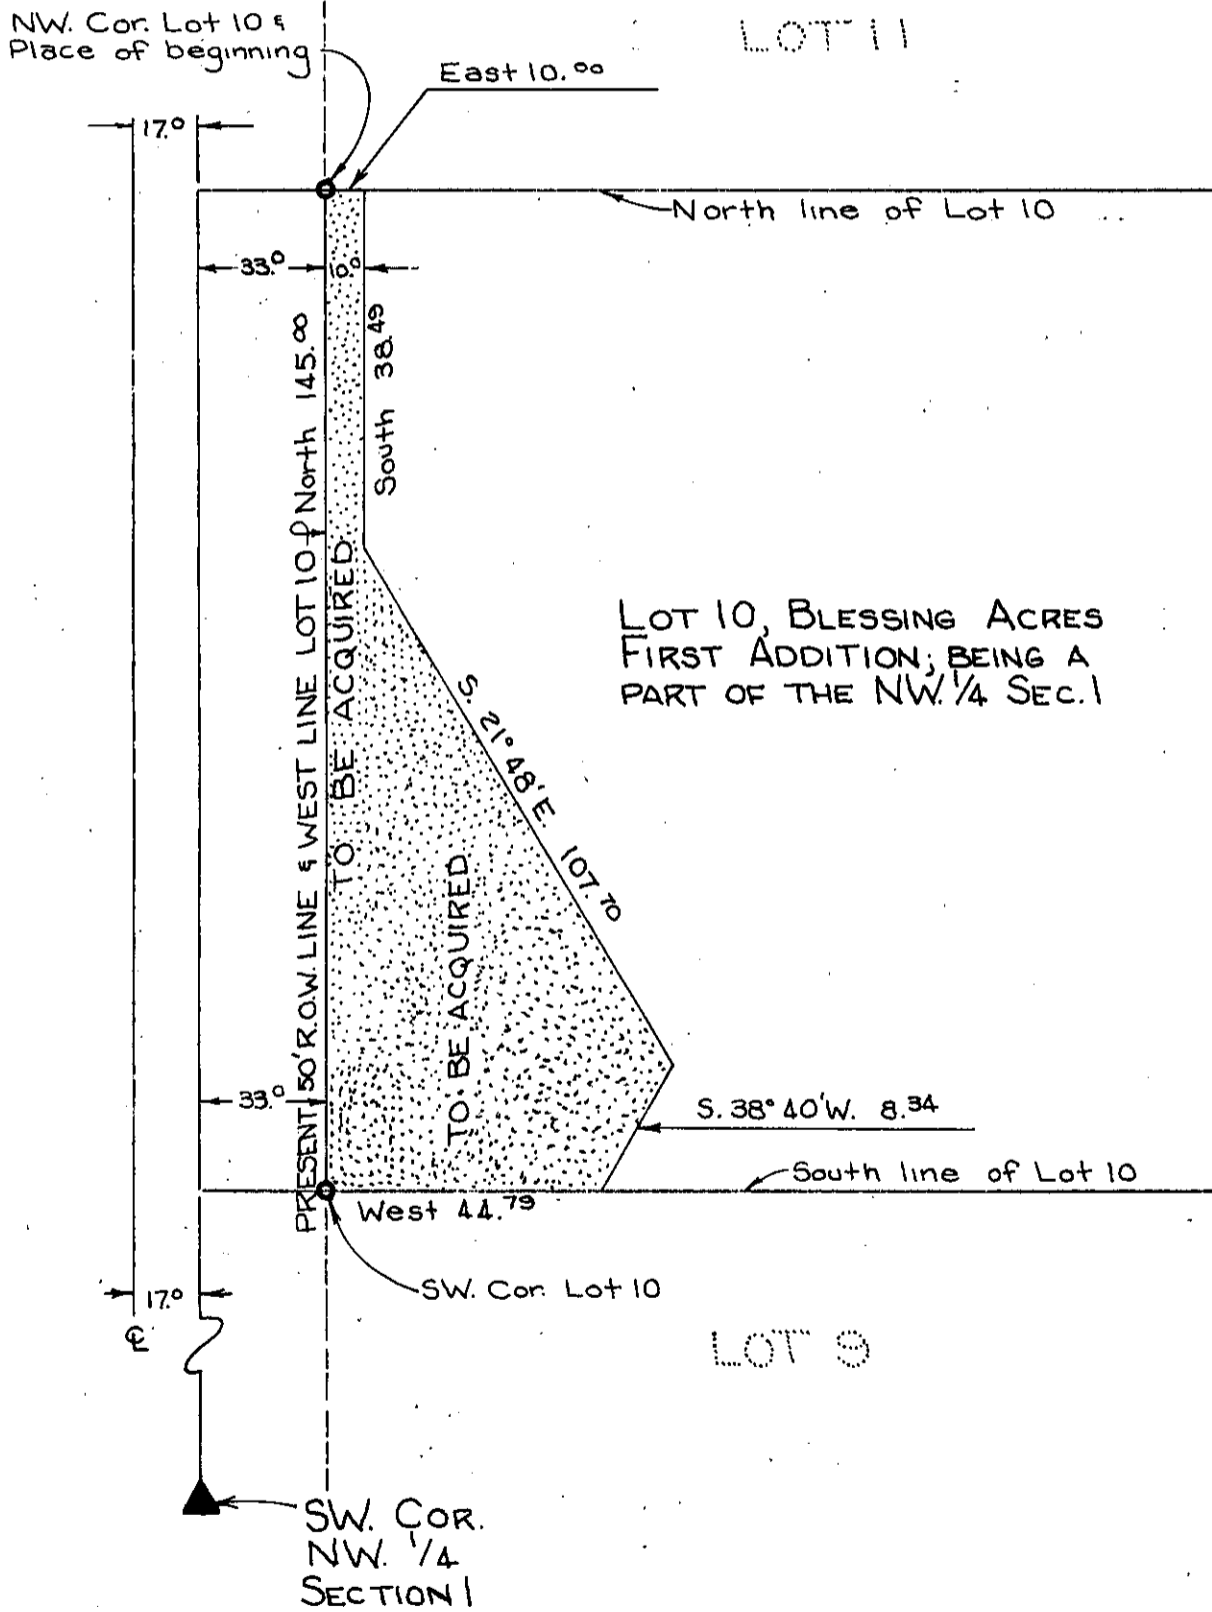 NW. Cor. Lot 10 &
Place of beginning
LOT 11
East 10.⁰⁰
17.⁰
North line of Lot 10
33.⁰
10.⁰
PRESENT 50' R.O.W. LINE & WEST LINE LOT 10
North 145.⁰⁰
South 38.⁴⁹
TO BE ACQUIRED
LOT 10, BLESSING ACRES
FIRST ADDITION; BEING A
PART OF THE NW. 1/4 SEC. 1
S. 21° 48' E. 107.⁷⁰
TO BE ACQUIRED
33.⁰
S. 38° 40' W. 8.³⁴
South line of Lot 10
West 44.⁷⁹
SW. Cor. Lot 10
17.⁰
℄
LOT 9
SW. COR.
NW. 1/4
SECTION 1